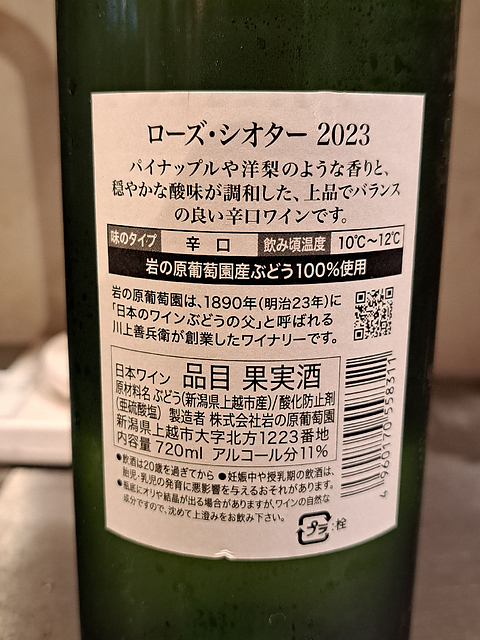 ローズ・シオター 2023
パイナップルや洋梨のような香りと、
穏やかな酸味が調和した、上品でバランス
の良い辛口ワインです。
味のタイプ 辛口 飲み頃温度 10℃〜12℃
岩の原葡萄園産ぶどう100%使用
岩の原葡萄園は、1890年(明治23年)に
「日本のワインぶどうの父」と呼ばれる
川上善兵衛が創業したワイナリーです。
日本ワイン 品目 果実酒
原材料名 ぶどう(新潟県上越市産)/酸化防止剤
(亜硫酸塩) 製造者 株式会社岩の原葡萄園
新潟県上越市大字北方1223番地
内容量 720ml アルコール分11%
●飲酒は20歳を過ぎてから ●妊娠中や授乳期の飲酒は、
胎児・乳児の発育に悪影響を与えるおそれがあります。
●瓶底にオリや結晶が出る場合がありますが、ワインの自然な
成分ですので、沈めて上澄みをお飲み下さい。
プラ:栓
4960170558311